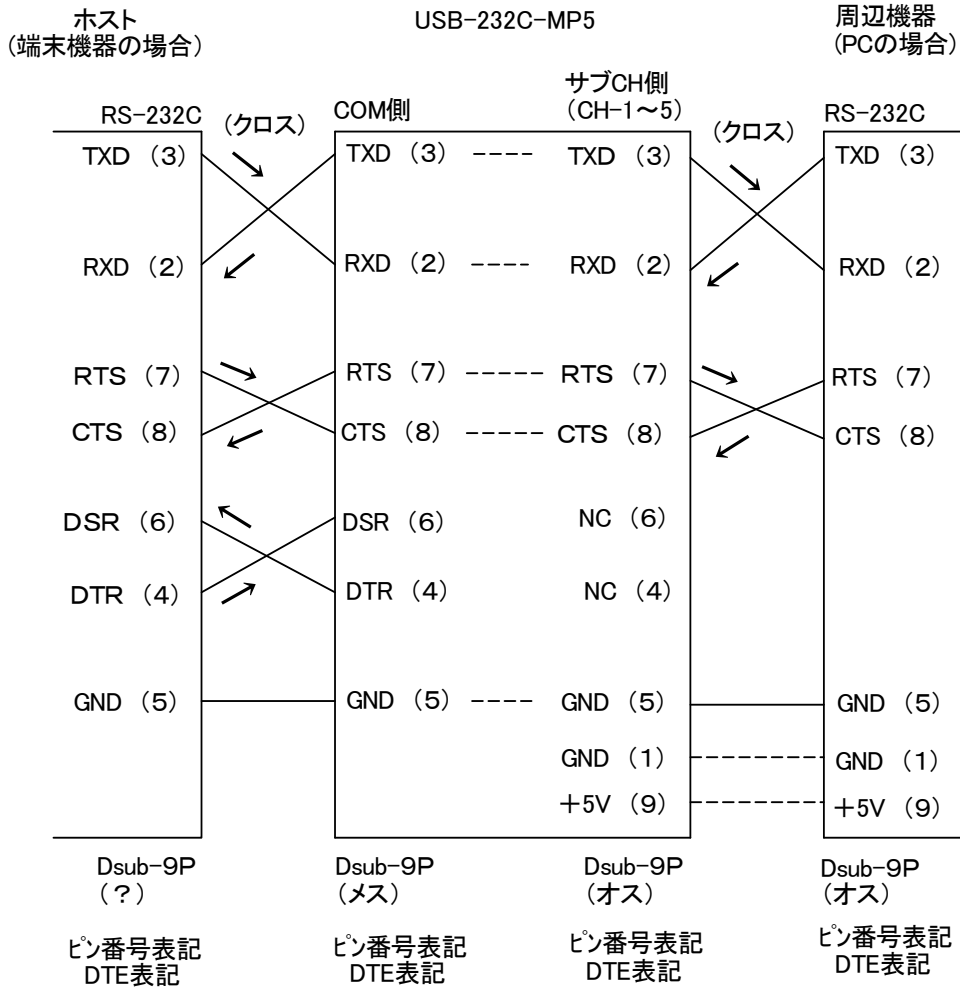 ホスト
(端末機器の場合)
USB-232C-MP5
周辺機器
(PCの場合)
RS-232C
(クロス)
COM側
サブCH側
(CH-1～5)
(クロス)
RS-232C
TXD (3)
TXD (3)
TXD (3)
TXD (3)
RXD (2)
RXD (2)
RXD (2)
RXD (2)
RTS (7)
RTS (7)
RTS (7)
RTS (7)
CTS (8)
CTS (8)
CTS (8)
CTS (8)
DSR (6)
DSR (6)
NC (6)
DTR (4)
DTR (4)
NC (4)
GND (5)
GND (5)
GND (5)
GND (5)
GND (1)
GND (1)
+5V (9)
+5V (9)
Dsub-9P
(?)
ピン番号表記
DTE表記
Dsub-9P
(メス)
ピン番号表記
DTE表記
Dsub-9P
(オス)
ピン番号表記
DTE表記
Dsub-9P
(オス)
ピン番号表記
DTE表記